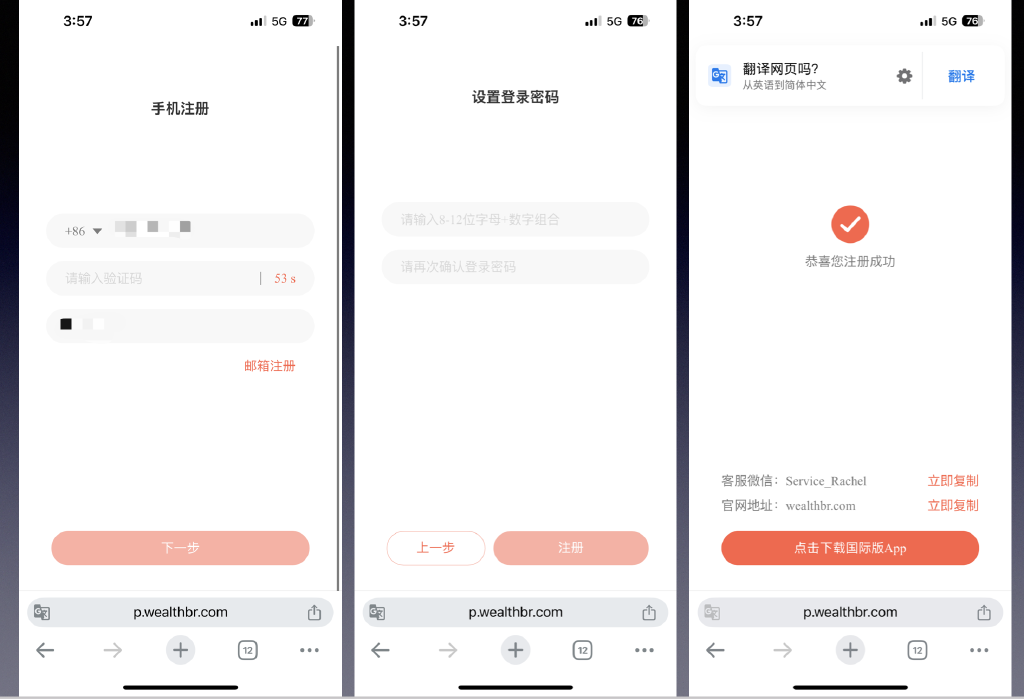 3:57
5G 77
手机注册
+86
请输入验证码
53 s
邮箱注册
下一步
p.wealthbr.com
12
3:57
5G 76
设置登录密码
请输入8-12位字母+数字组合
请再次确认登录密码
上一步
注册
p.wealthbr.com
12
3:57
5G 76
翻译网页吗?
从英语到简体中文
翻译
恭喜您注册成功
客服微信：Service_Rachel 立即复制
官网地址：wealthbr.com 立即复制
点击下载国际版App
p.wealthbr.com
12